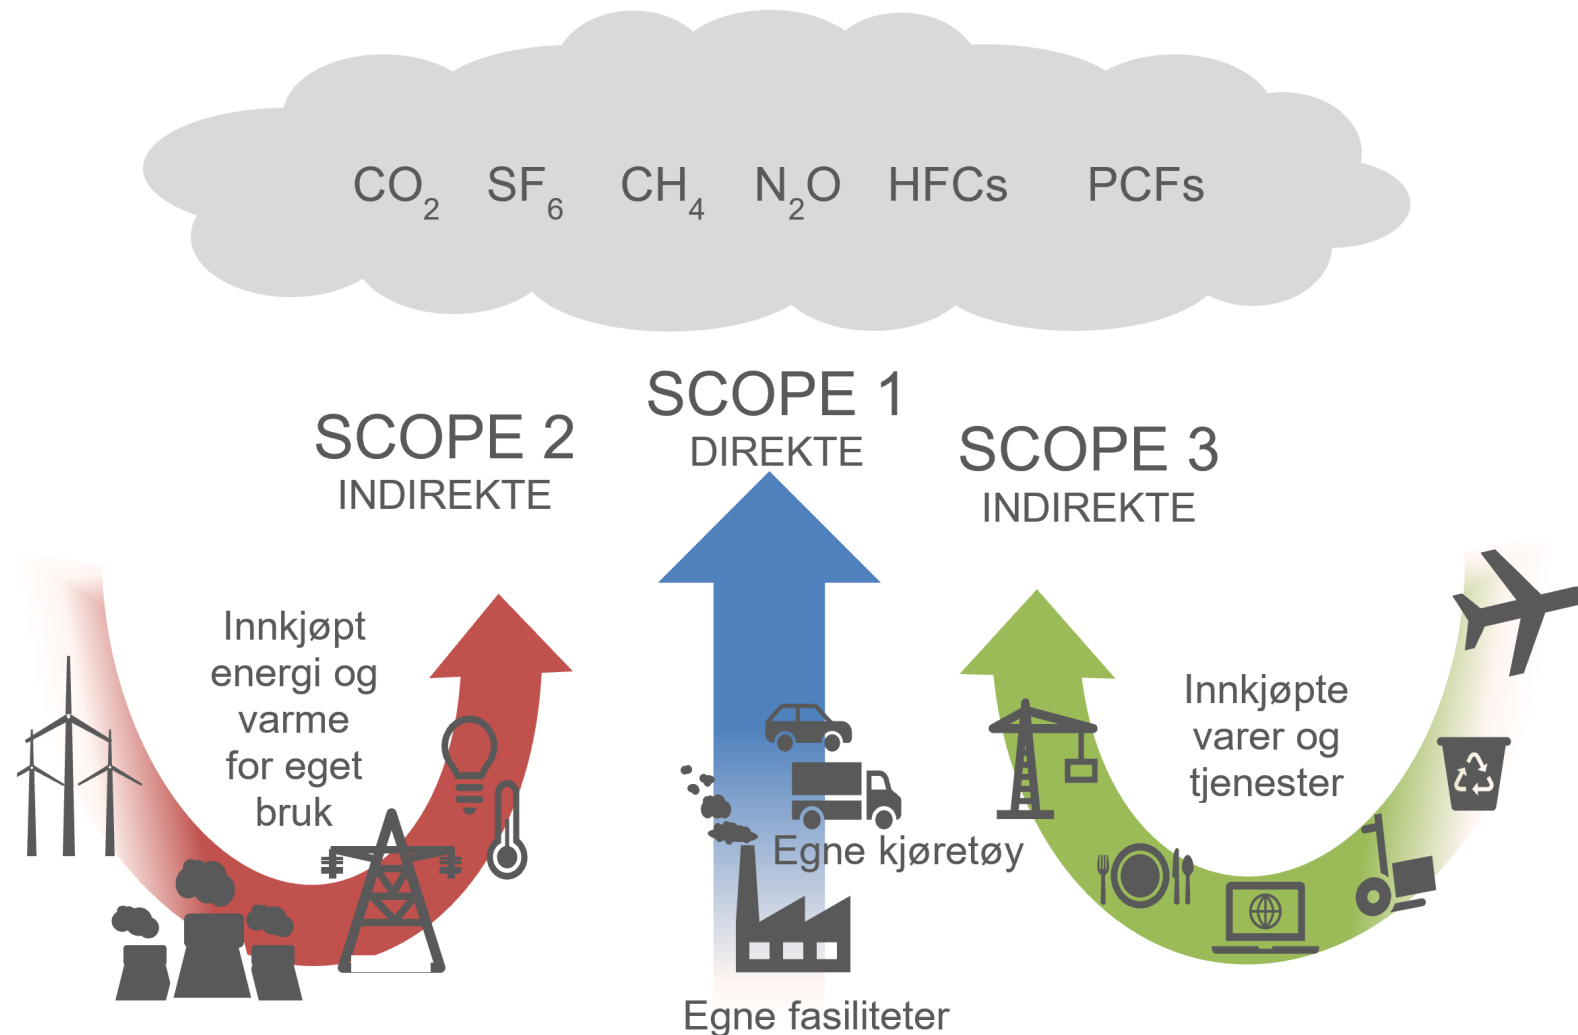 CO₂ SF₆ CH₄ N₂O HFCs PCFs
SCOPE 1
DIREKTE
SCOPE 2
INDIREKTE
SCOPE 3
INDIREKTE
Innkjøpt
energi og
varme
for eget
bruk
Egne kjøretøy
Egne fasiliteter
Innkjøpte
varer og
tjenester